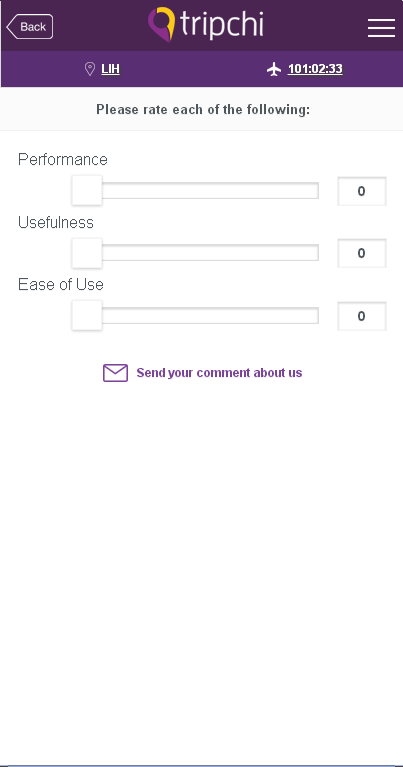 Back
tripchi
LIH
101:02:33
Please rate each of the following:
Performance
0
Usefulness
0
Ease of Use
0
Send your comment about us